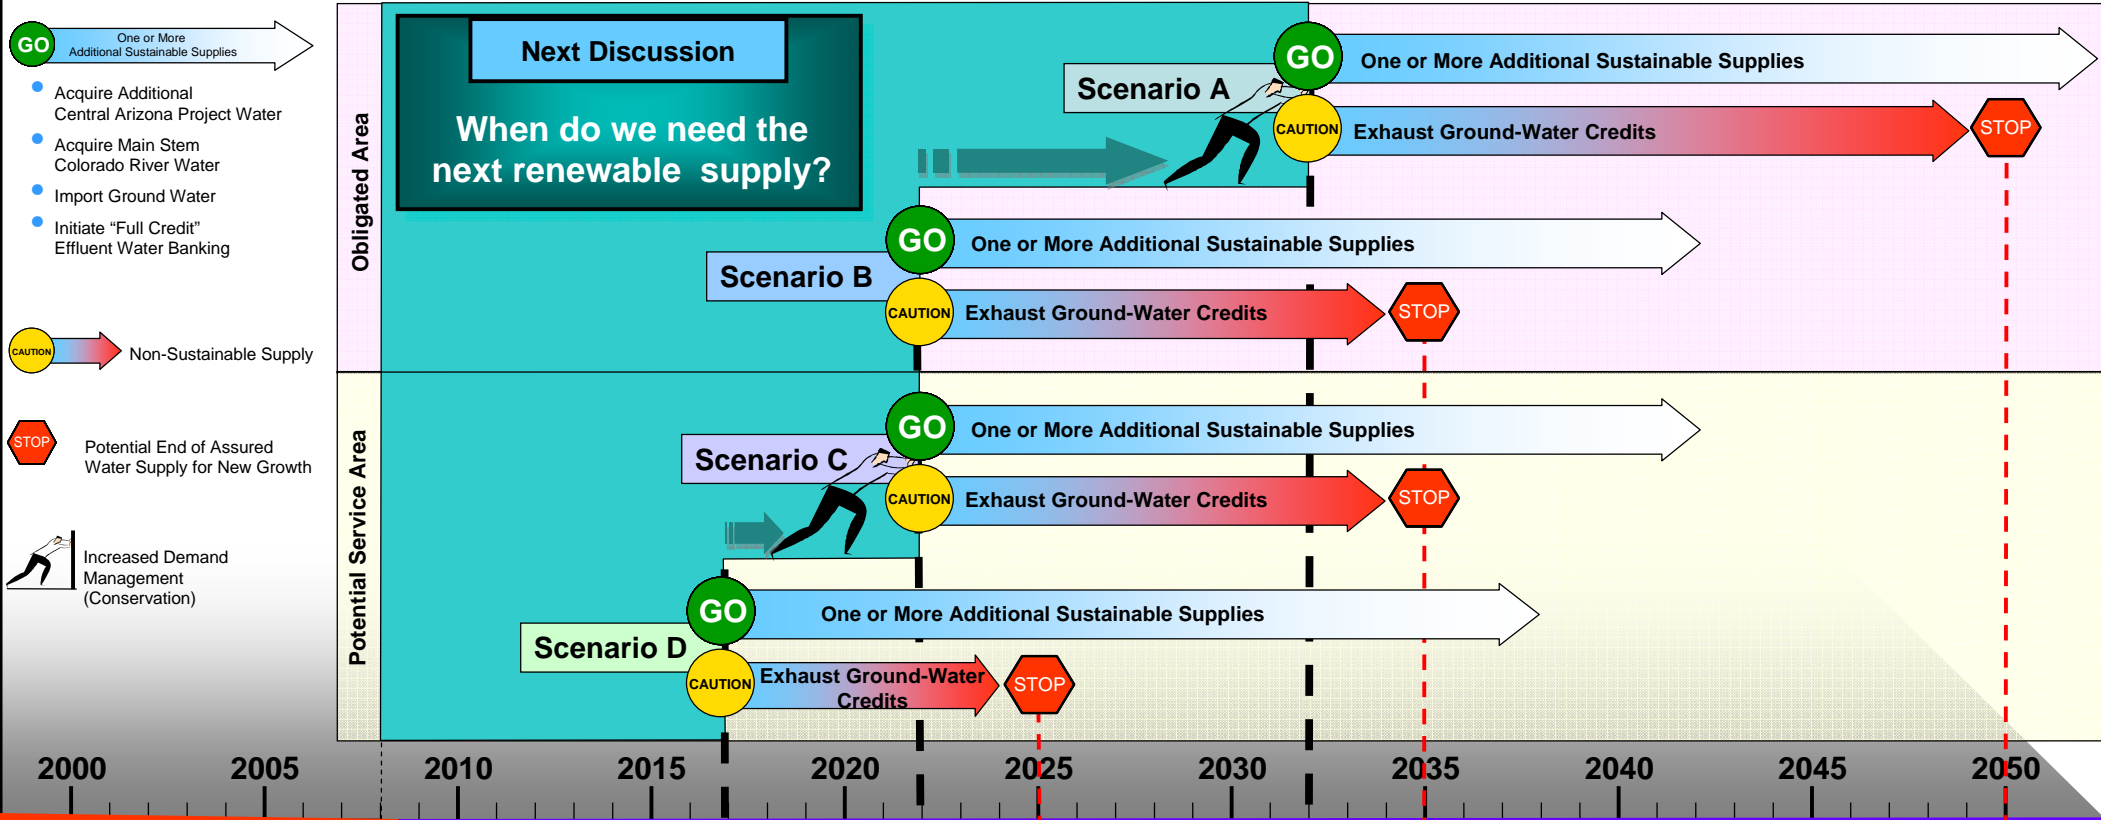 GO
One or More
Additional Sustainable Supplies
Acquire Additional
Central Arizona Project Water
Acquire Main Stem
Colorado River Water
Import Ground Water
Initiate “Full Credit”
Effluent Water Banking
CAUTION
Non-Sustainable Supply
STOP
Potential End of Assured
Water Supply for New Growth
Increased Demand
Management
(Conservation)
Obligated Area
Potential Service Area
Next Discussion
When do we need the
next renewable supply?
Scenario A
GO
One or More Additional Sustainable Supplies
CAUTION
Exhaust Ground-Water Credits
STOP
Scenario B
GO
One or More Additional Sustainable Supplies
CAUTION
Exhaust Ground-Water Credits
STOP
Scenario C
GO
One or More Additional Sustainable Supplies
CAUTION
Exhaust Ground-Water Credits
STOP
Scenario D
GO
One or More Additional Sustainable Supplies
CAUTION
Exhaust Ground-Water
Credits
STOP
2000 2005 2010 2015 2020 2025 2030 2035 2040 2045 2050